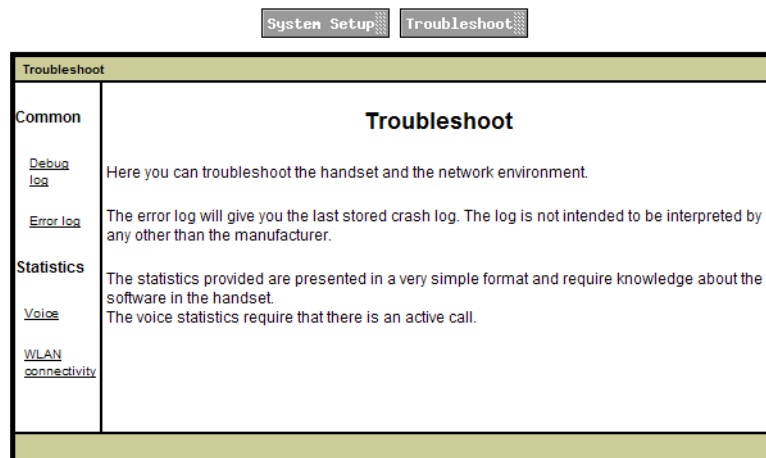 System Setup
Troubleshoot
Troubleshoot
Common
Debug
log
Error log
Statistics
Voice
WLAN
connectivity
Troubleshoot
Here you can troubleshoot the handset and the network environment.
The error log will give you the last stored crash log. The log is not intended to be interpreted by
any other than the manufacturer.
The statistics provided are presented in a very simple format and require knowledge about the
software in the handset.
The voice statistics require that there is an active call.